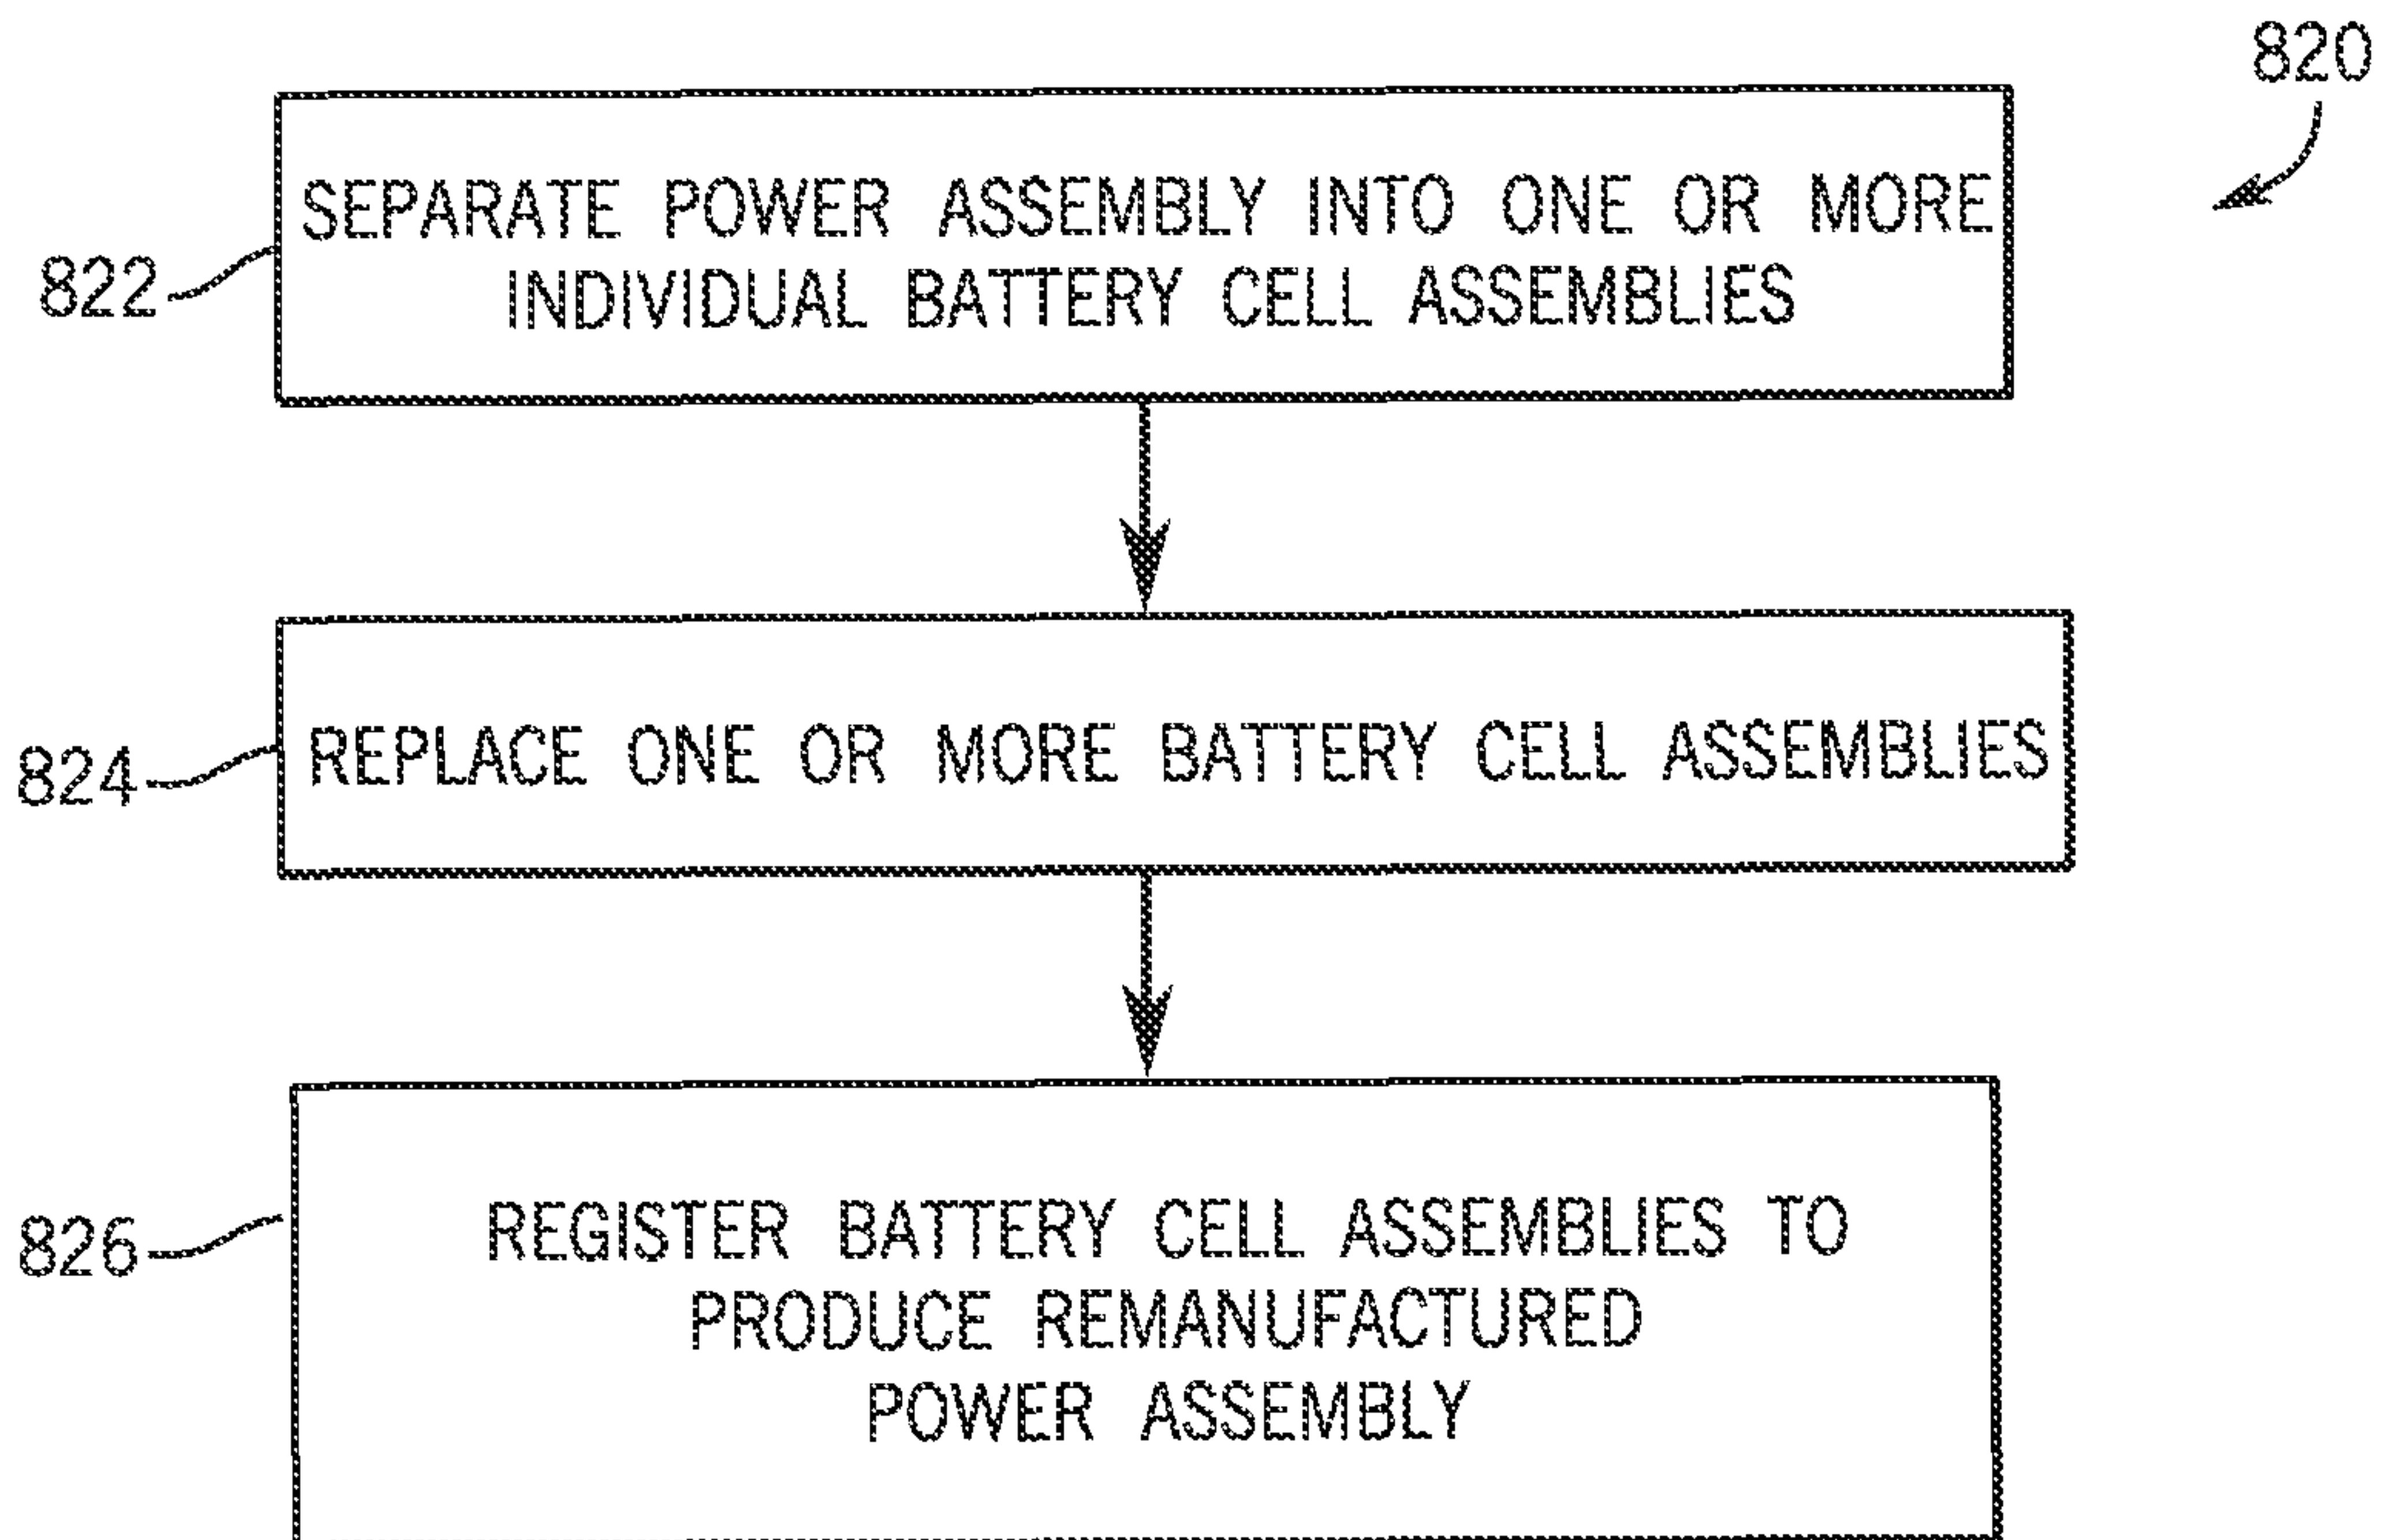 820
822
SEPARATE POWER ASSEMBLY INTO ONE OR MORE
INDIVIDUAL BATTERY CELL ASSEMBLIES
824
REPLACE ONE OR MORE BATTERY CELL ASSEMBLIES
826
REGISTER BATTERY CELL ASSEMBLIES TO
PRODUCE REMANUFACTURED
POWER ASSEMBLY